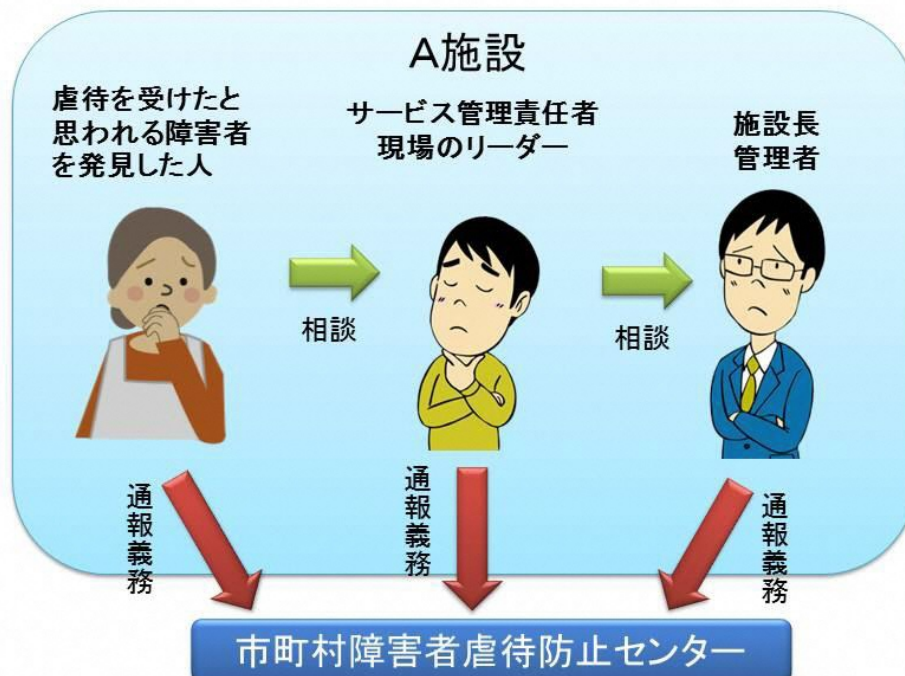 A施設
虐待を受けたと
思われる障害者
を発見した人
サービス管理責任者
現場のリーダー
施設長
管理者
相談
相談
通報義務
通報義務
通報義務
市町村障害者虐待防止センター